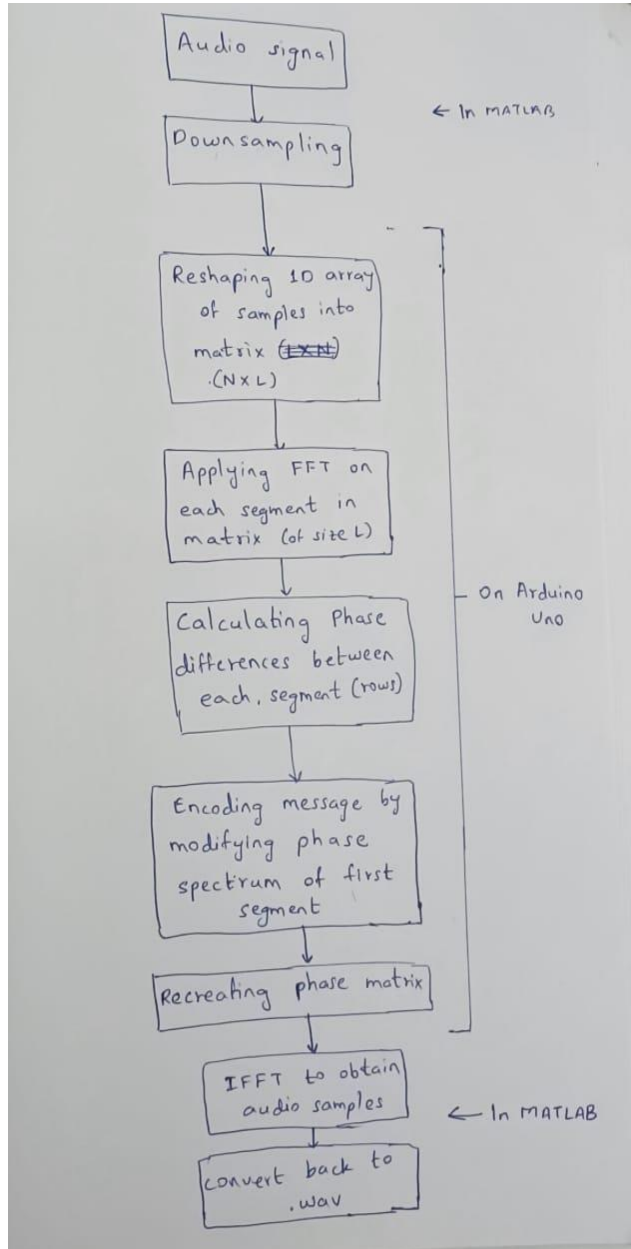 Audio signal
← In MATLAB
Downsampling
Reshaping 1D array
of samples into
matrix (LXN)
.(N x L)
Applying FFT on
each segment in
matrix (of size L)
On Arduino
Uno
Calculating Phase
differences between
each, segment (rows)
Encoding message by
modifying phase
spectrum of first
segment
Recreating phase matrix
IFFT to obtain
audio samples
← In MATLAB
convert back to
.wav